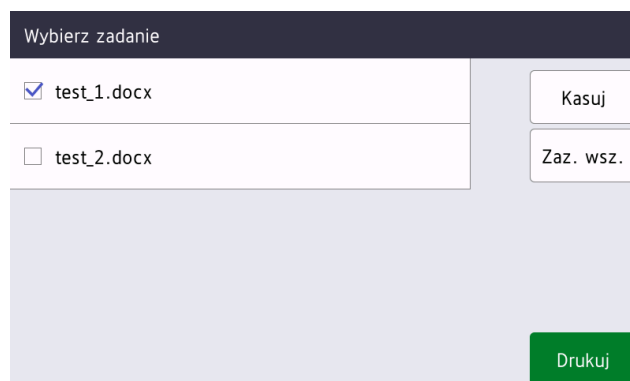 Wybierz zadanie
test_1.docx
Kasuj
test_2.docx
Zaz. wsz.
Drukuj